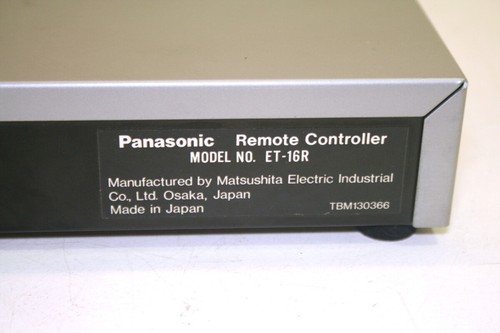 Panasonic Remote Controller
MODEL NO. ET-16R
Manufactured by Matsushita Electric Industrial
Co., Ltd. Osaka, Japan
Made in Japan TBM130366